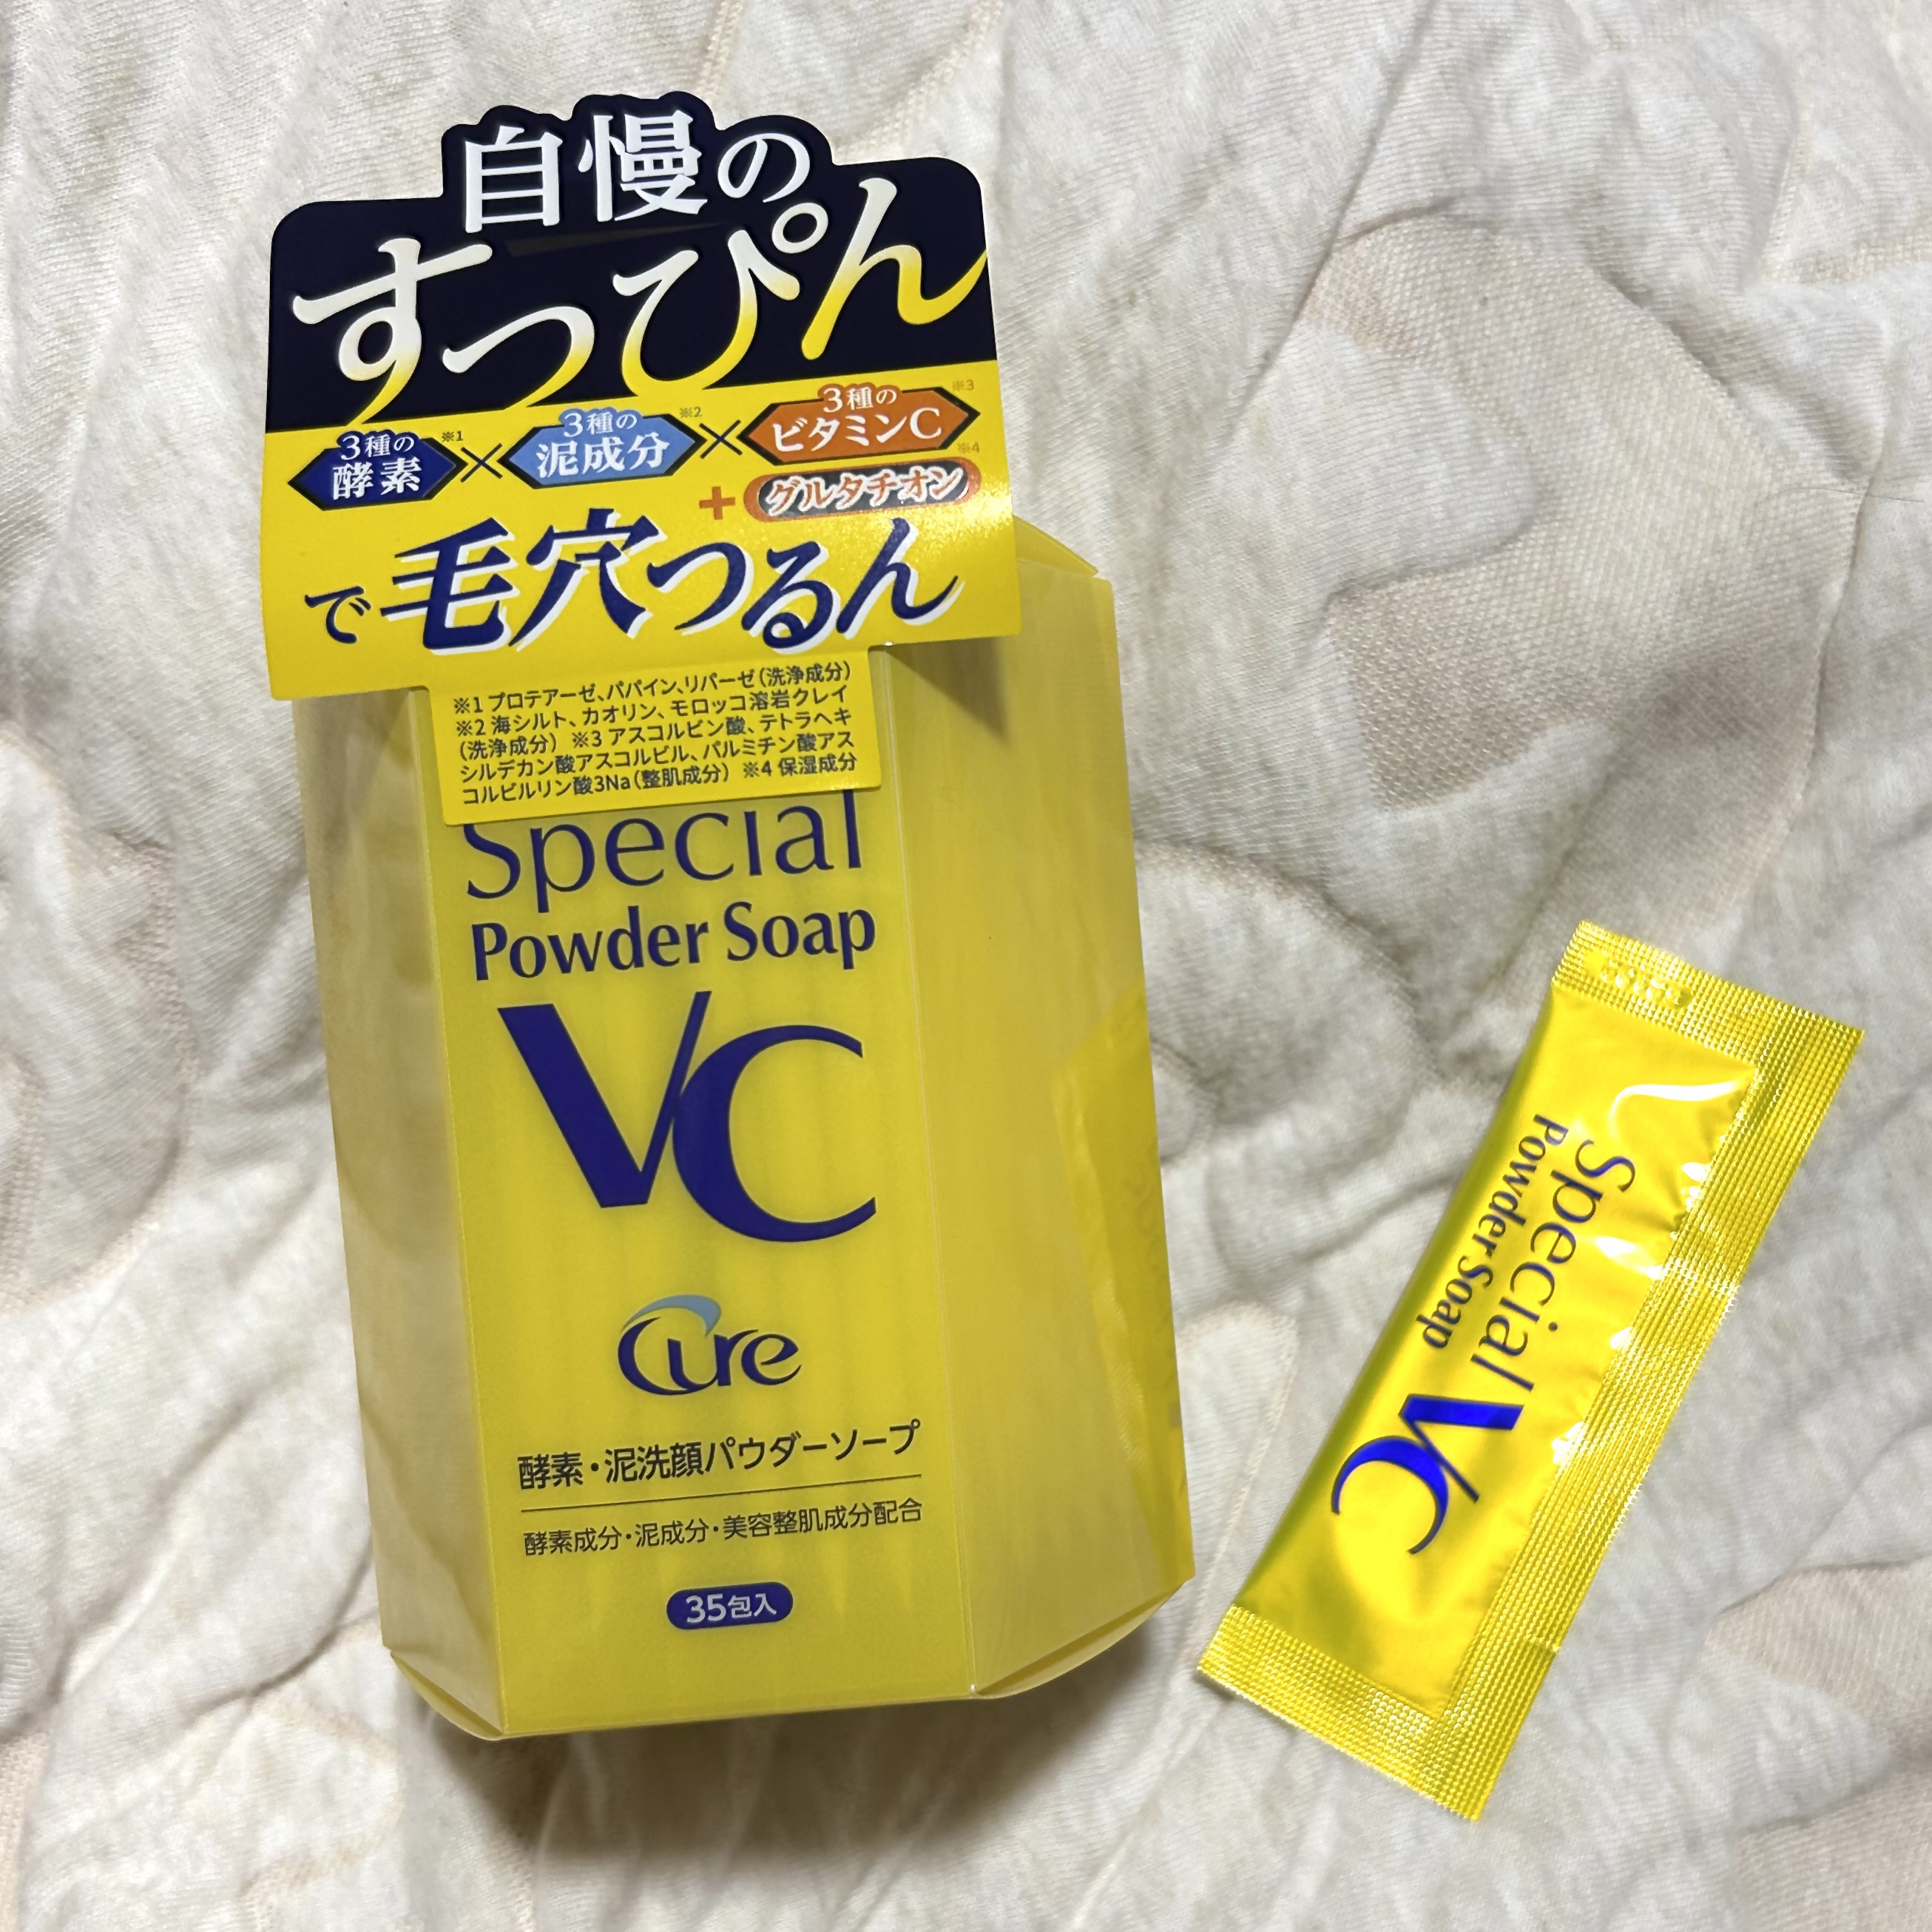 自慢の
すっぴん
3種の酵素※1×3種の泥成分※2×3種のビタミンC※3
+グルタチオン※4
で毛穴つるん
※1 プロテアーゼ、パパイン、リパーゼ(洗浄成分)
※2 海シルト、カオリン、モロッコ溶岩クレイ
(洗浄成分) ※3 アスコルビン酸、テトラヘキ
シルデカン酸アスコルビル、パルミチン酸アス
コルビルリン酸3Na(整肌成分) ※4 保湿成分
Special
Powder Soap
VC
Cure
酵素・泥洗顔パウダーソープ
酵素成分・泥成分・美容整肌成分配合
35包入
Special
Powder Soap
VC